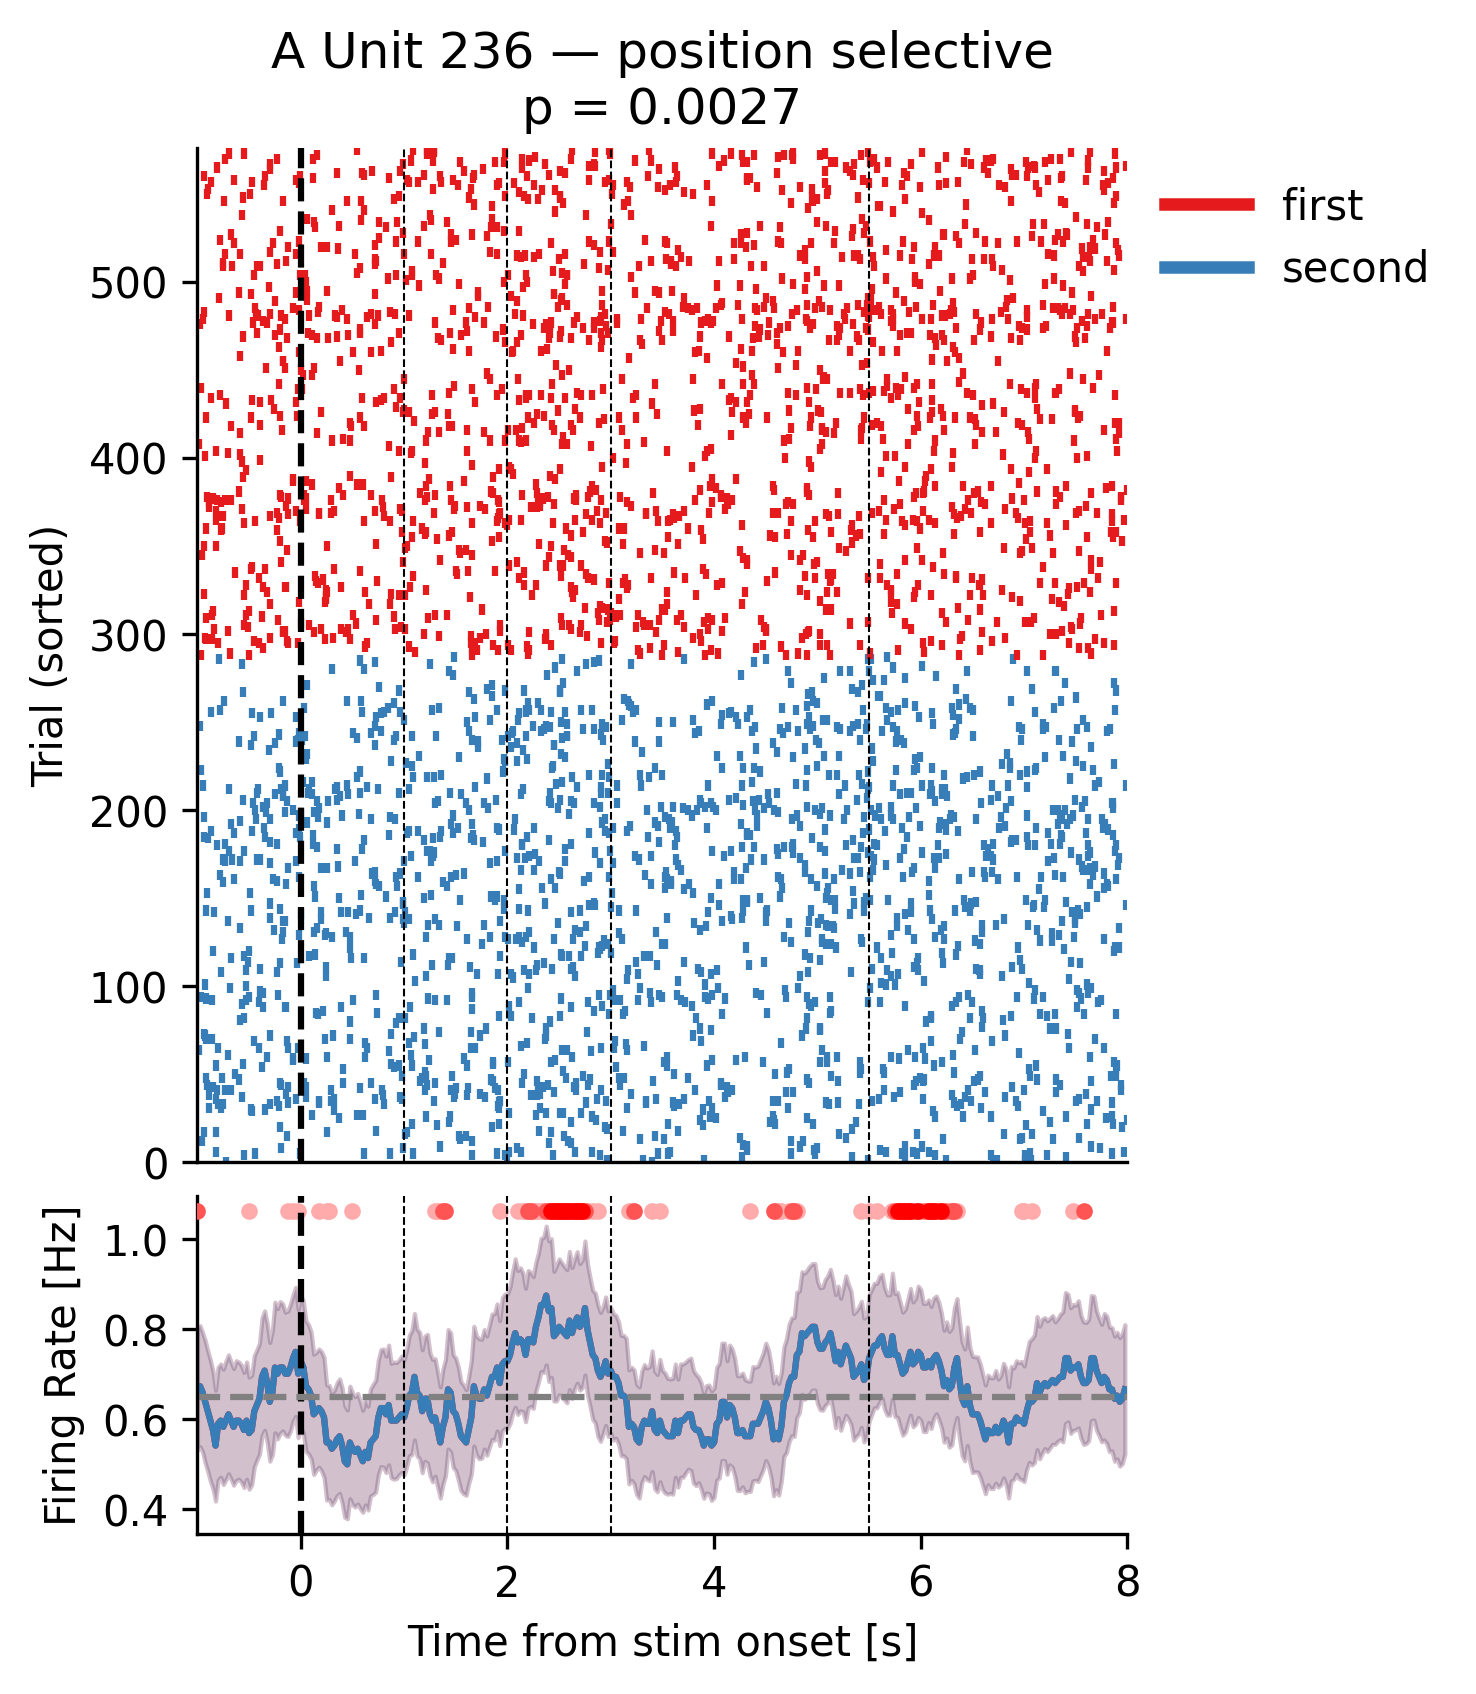 A Unit 236 — position selective
p = 0.0027
first
second
500
400
300
200
100
0
Trial (sorted)
1.0
0.8
0.6
0.4
Firing Rate [Hz]
0 2 4 6 8
Time from stim onset [s]